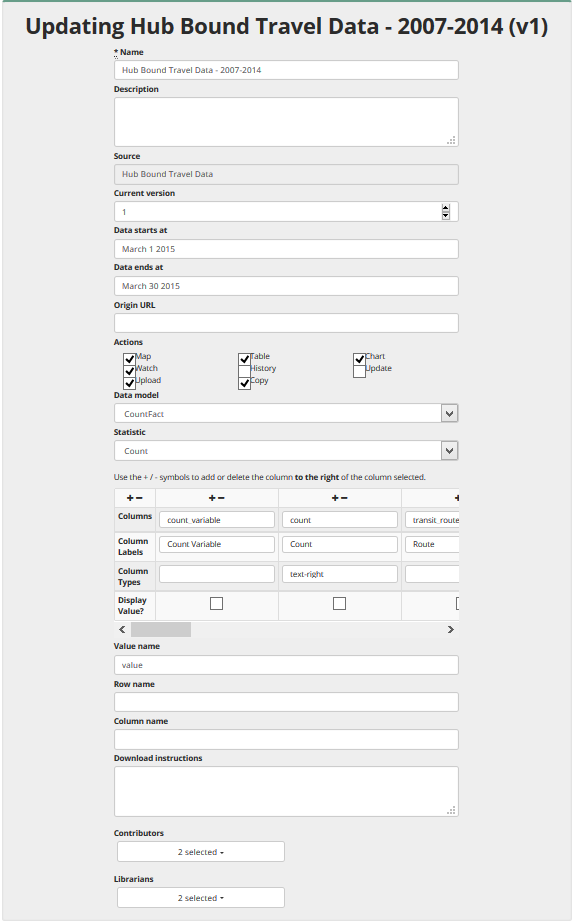 Updating Hub Bound Travel Data - 2007-2014 (v1)
* Name
Hub Bound Travel Data - 2007-2014
Description
Source
Hub Bound Travel Data
Current version
1
Data starts at
March 1 2015
Data ends at
March 30 2015
Origin URL
Actions
Map Table Chart
Watch History Update
Upload Copy
Data model
CountFact
Statistic
Count
Use the + / - symbols to add or delete the column to the right of the column selected.
+ − + − + − +
Columns count_variable count transit_route
Column Labels Count Variable Count Route
Column Types text-right
Display Value?
Value name
value
Row name
Column name
Download instructions
Contributors
2 selected
Librarians
2 selected